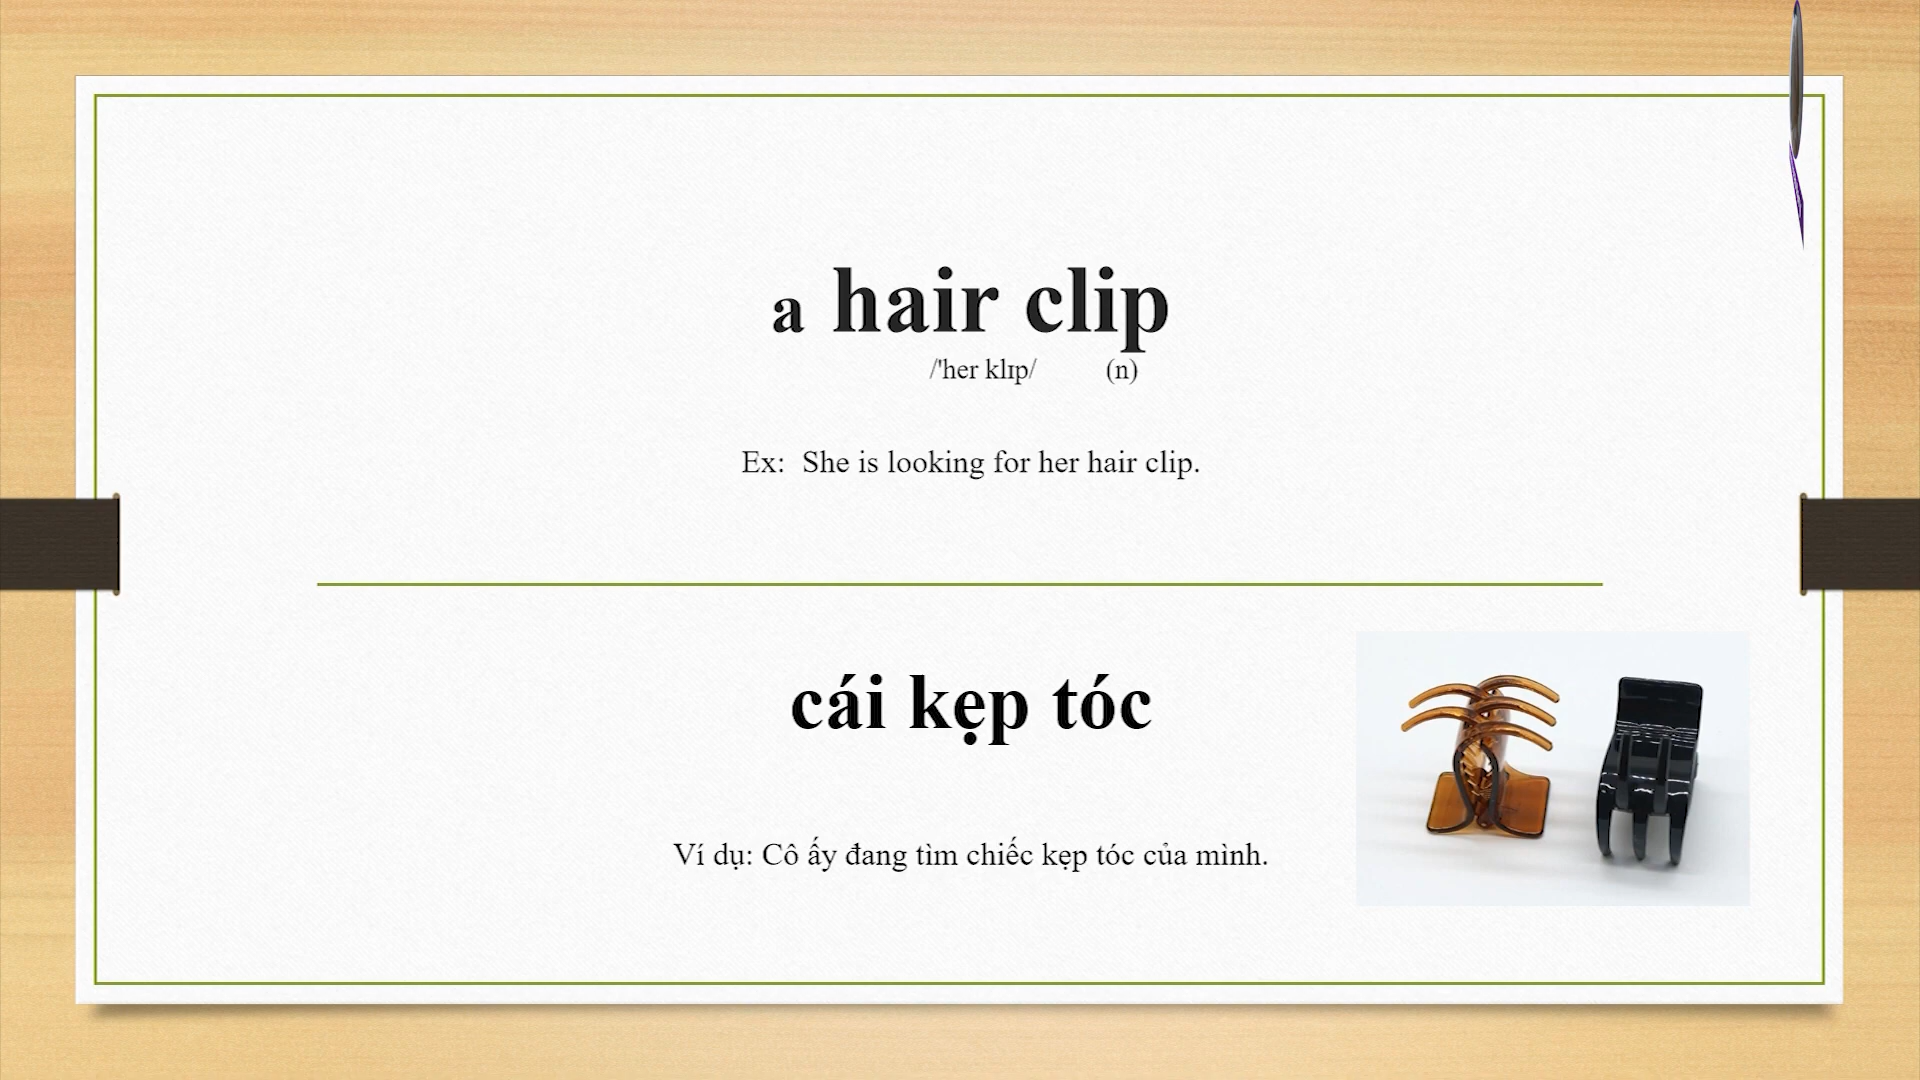 a hair clip
/'her klɪp/ (n)
Ex: She is looking for her hair clip.
cái kẹp tóc
Ví dụ: Cô ấy đang tìm chiếc kẹp tóc của mình.